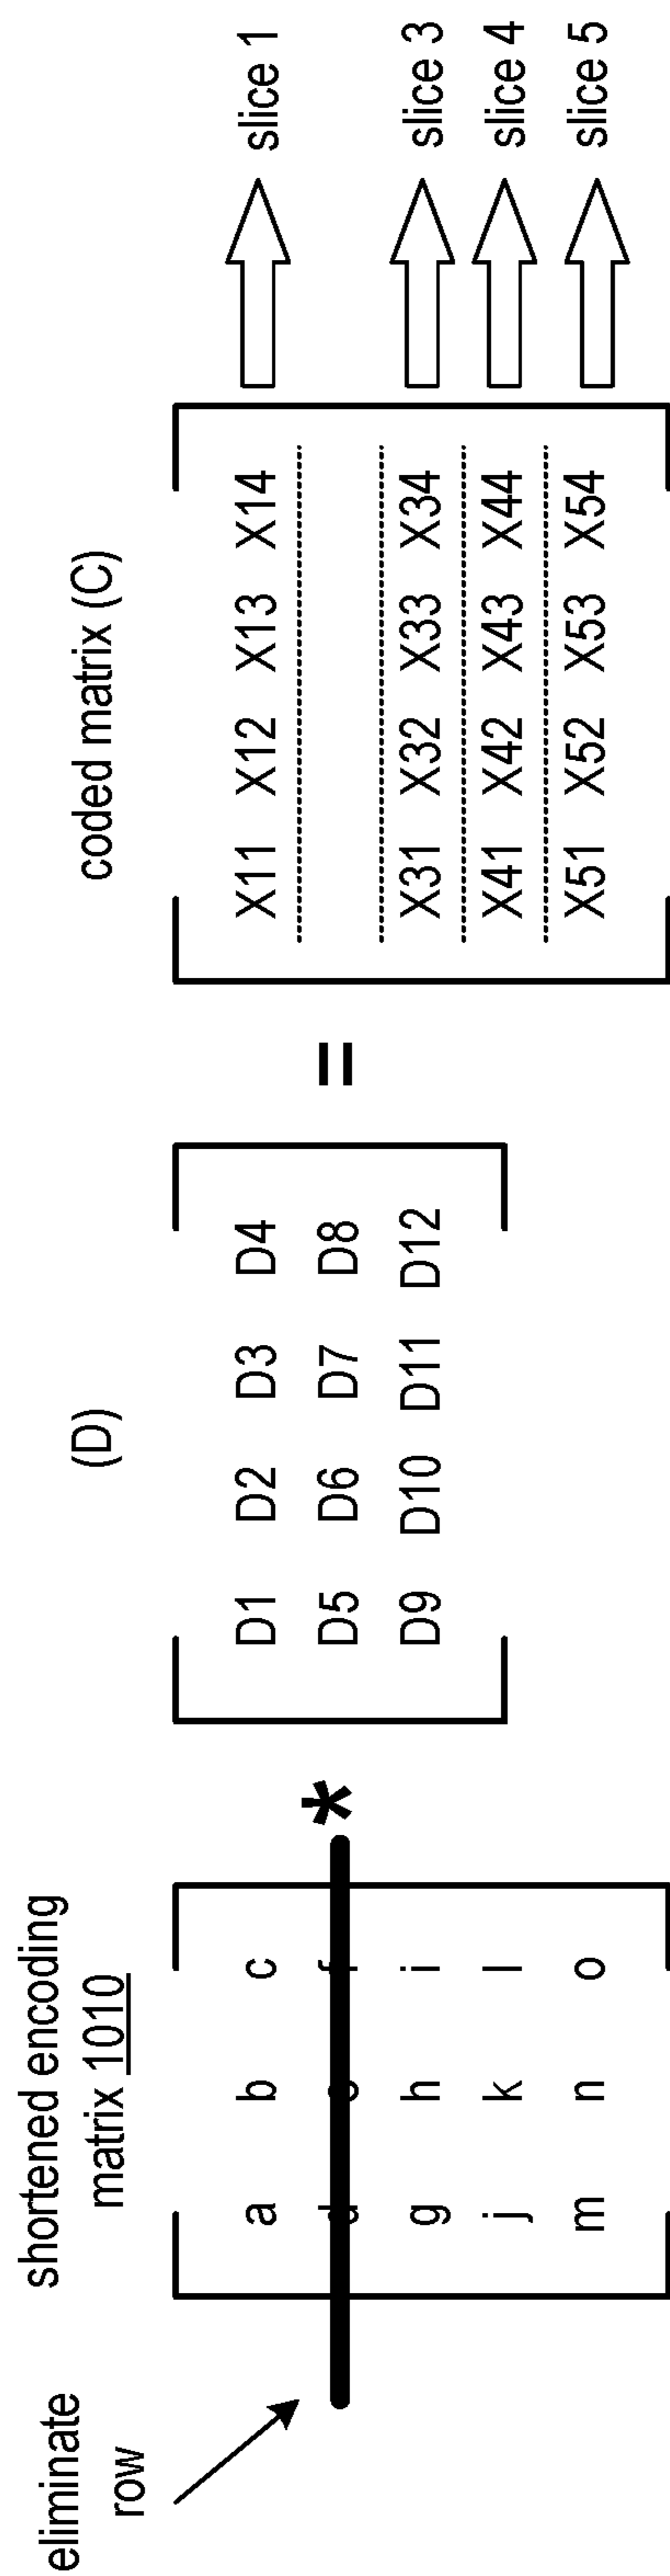 eliminate
row
shortened encoding
matrix 1010
a b c
g h i
j k l
m n o
*
(D)
D1 D2 D3 D4
D5 D6 D7 D8
D9 D10 D11 D12
=
coded matrix (C)
X11 X12 X13 X14
X31 X32 X33 X34
X41 X42 X43 X44
X51 X52 X53 X54
slice 1
slice 3
slice 4
slice 5